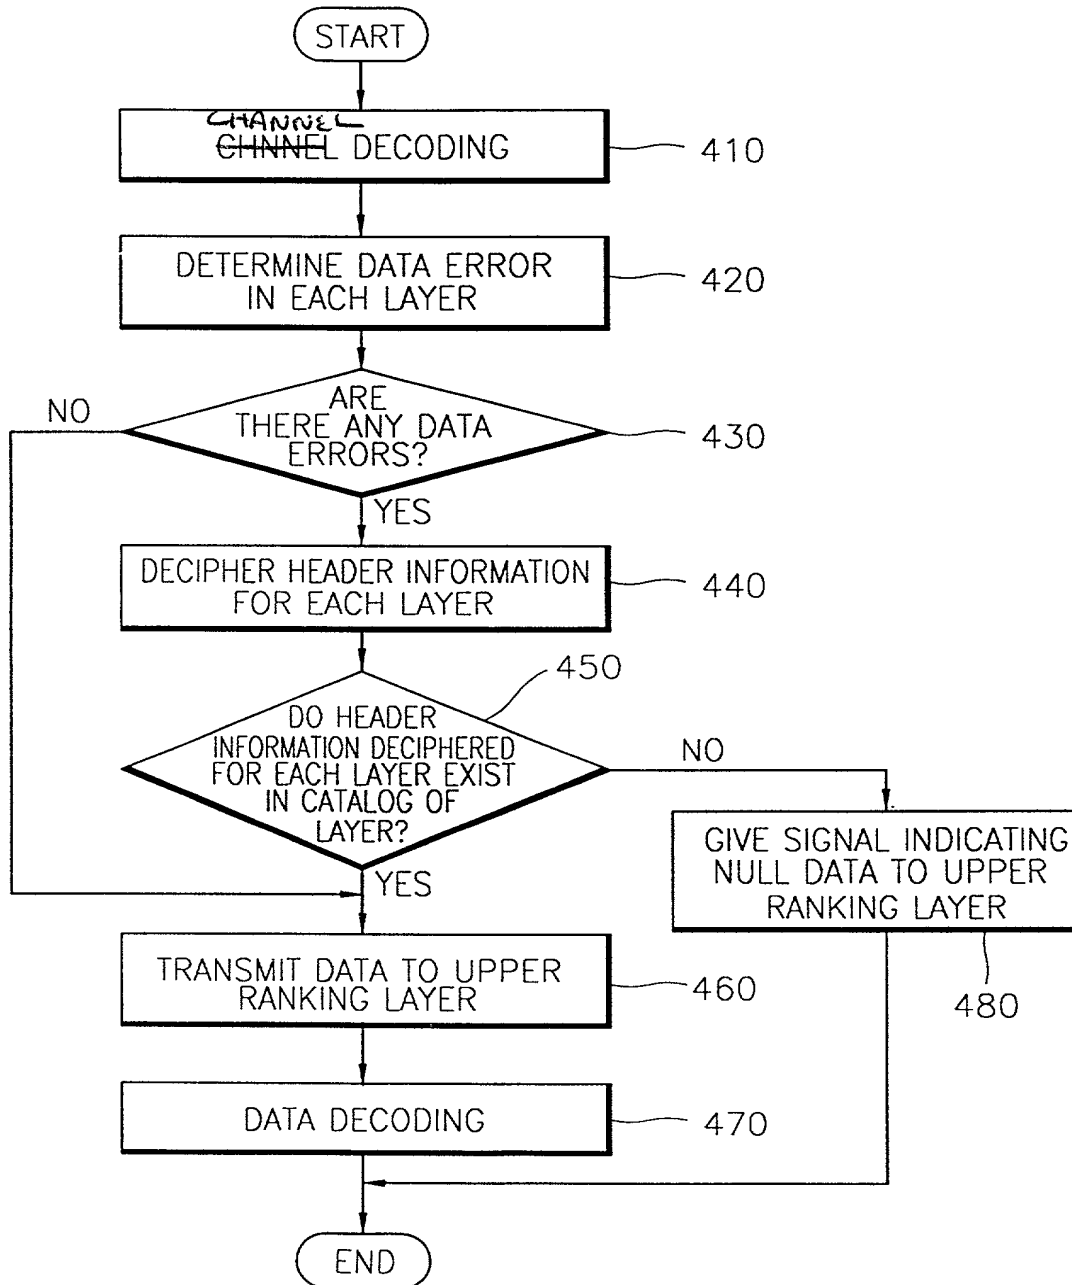 START
CHANNEL
CHNNEL DECODING
410
DETERMINE DATA ERROR
IN EACH LAYER
420
ARE
THERE ANY DATA
ERRORS?
430
NO
YES
DECIPHER HEADER INFORMATION
FOR EACH LAYER
440
450
DO HEADER
INFORMATION DECIPHERED
FOR EACH LAYER EXIST
IN CATALOG OF
LAYER?
NO
YES
GIVE SIGNAL INDICATING
NULL DATA TO UPPER
RANKING LAYER
480
TRANSMIT DATA TO UPPER
RANKING LAYER
460
DATA DECODING
470
END